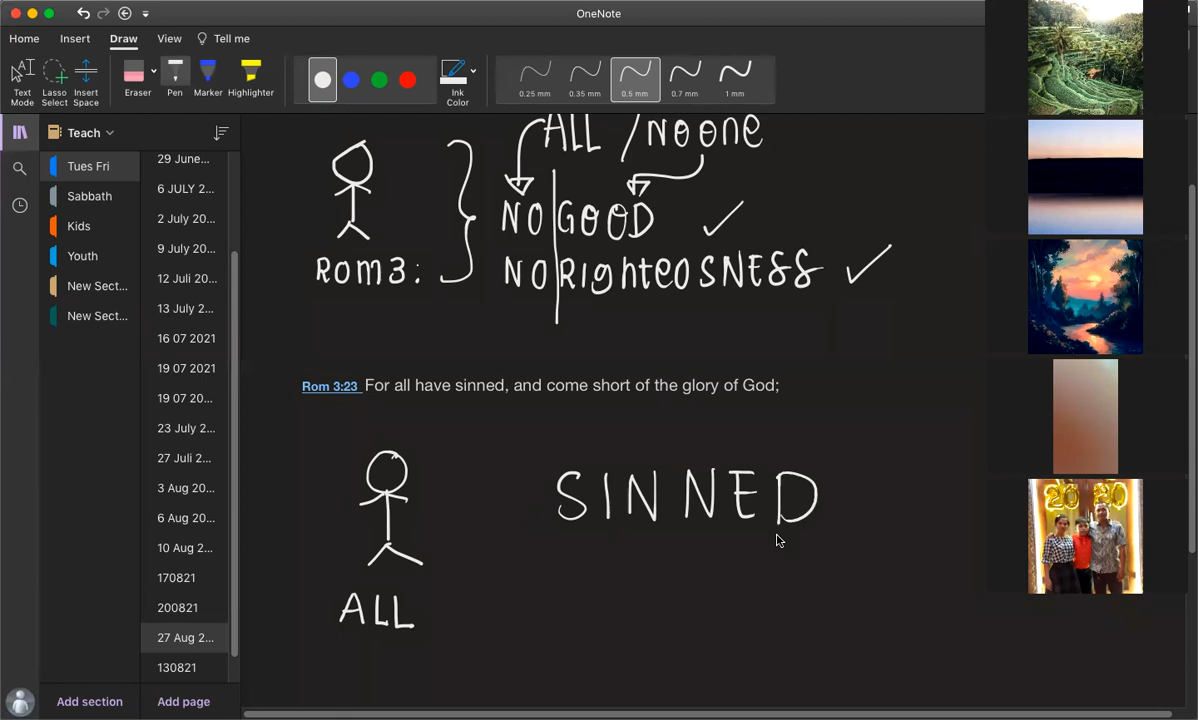 OneNote
Home Insert Draw View Tell me
Text Mode
Lasso Select
Insert Space
Eraser
Pen
Marker
Highlighter
Ink Color
0.25 mm
0.35 mm
0.5 mm
0.7 mm
1 mm
Teach
Tues Fri
Sabbath
Kids
Youth
New Sect...
New Sect...
Add section
29 June...
6 JULY 2...
2 July 20...
9 July 20...
12 Juli 20...
13 July 2...
16 07 2021
19 07 2021
19 07 20...
23 July 2...
27 Juli 2...
3 Aug 20...
6 Aug 20...
10 Aug 2...
170821
200821
27 Aug 2...
130821
Add page
ALL / NO ONE
NO GOOD
Rom 3: NO RighteOSNESS
Rom 3:23 For all have sinned, and come short of the glory of God;
SINNED
ALL
20 20